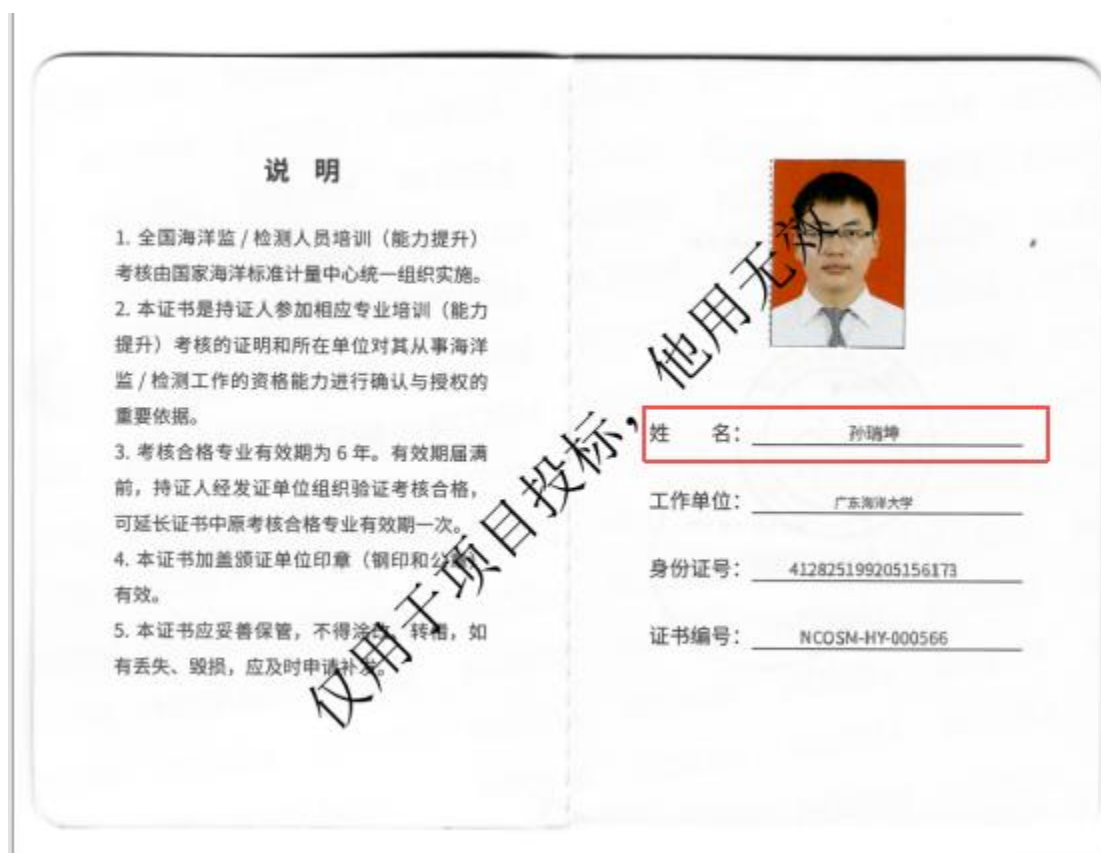 说 明
1. 全国海洋监 / 检测人员培训（能力提升）
考核由国家海洋标准计量中心统一组织实施。
2. 本证书是持证人参加相应专业培训（能力
提升）考核的证明和所在单位对其从事海洋
监 / 检测工作的资格能力进行确认与授权的
重要依据。
3. 考核合格专业有效期为 6 年。有效期届满
前，持证人经发证单位组织验证考核合格，
可延长证书中原考核合格专业有效期一次。
4. 本证书加盖颁证单位印章（钢印和公章）
有效。
5. 本证书应妥善保管，不得涂改、转借，如
有丢失、毁损，应及时申请补发。
姓 名：孙瑞坤
工作单位：广东海洋大学
身份证号：412825199205156173
证书编号：NCOSM-HY-000566
仅用于项目投标，他用无效